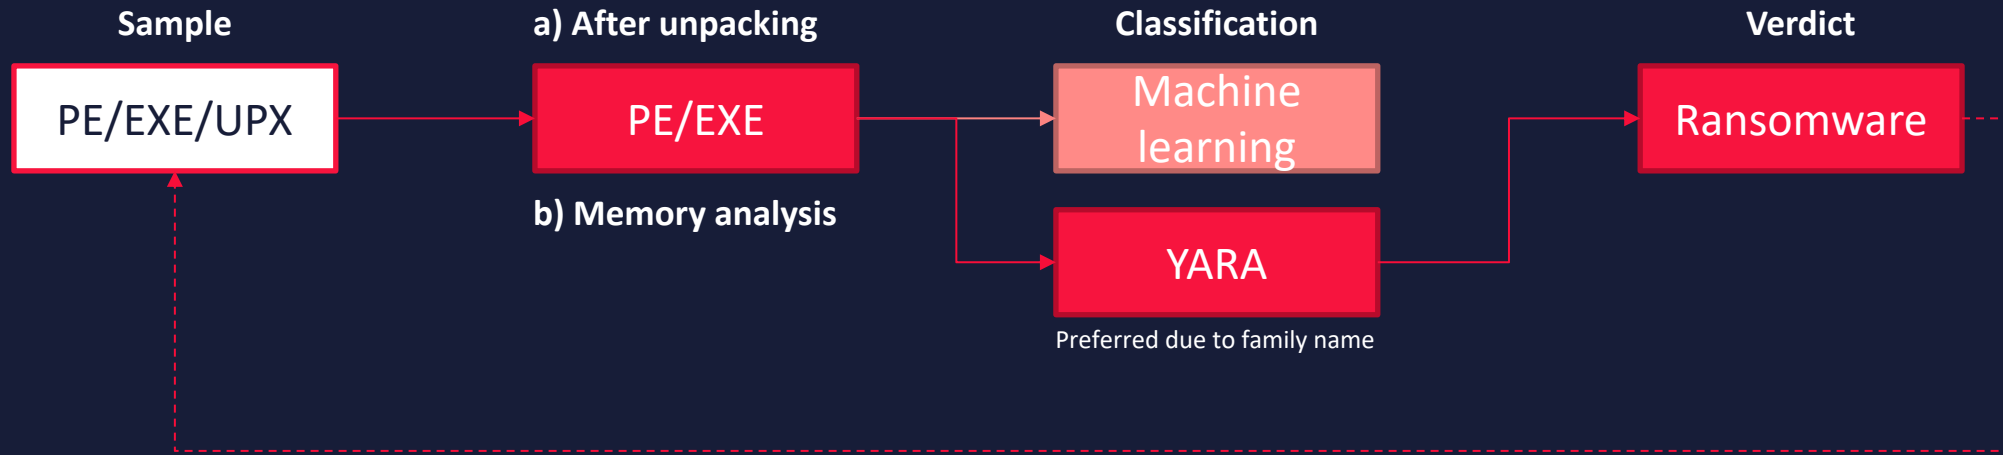 Sample
a) After unpacking
Classification
Verdict
PE/EXE/UPX
PE/EXE
Machine
learning
Ransomware
b) Memory analysis
YARA
Preferred due to family name